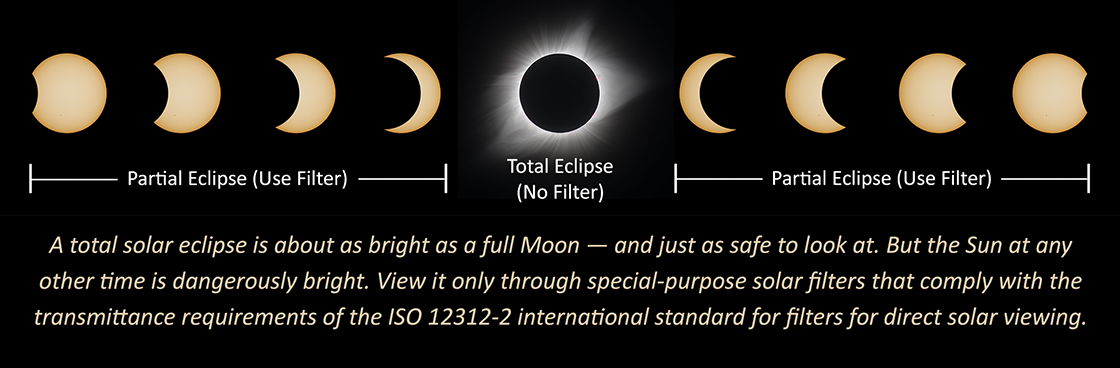 Partial Eclipse (Use Filter)
Total Eclipse
(No Filter)
Partial Eclipse (Use Filter)
A total solar eclipse is about as bright as a full Moon — and just as safe to look at. But the Sun at any
other time is dangerously bright. View it only through special-purpose solar filters that comply with the
transmittance requirements of the ISO 12312-2 international standard for filters for direct solar viewing.